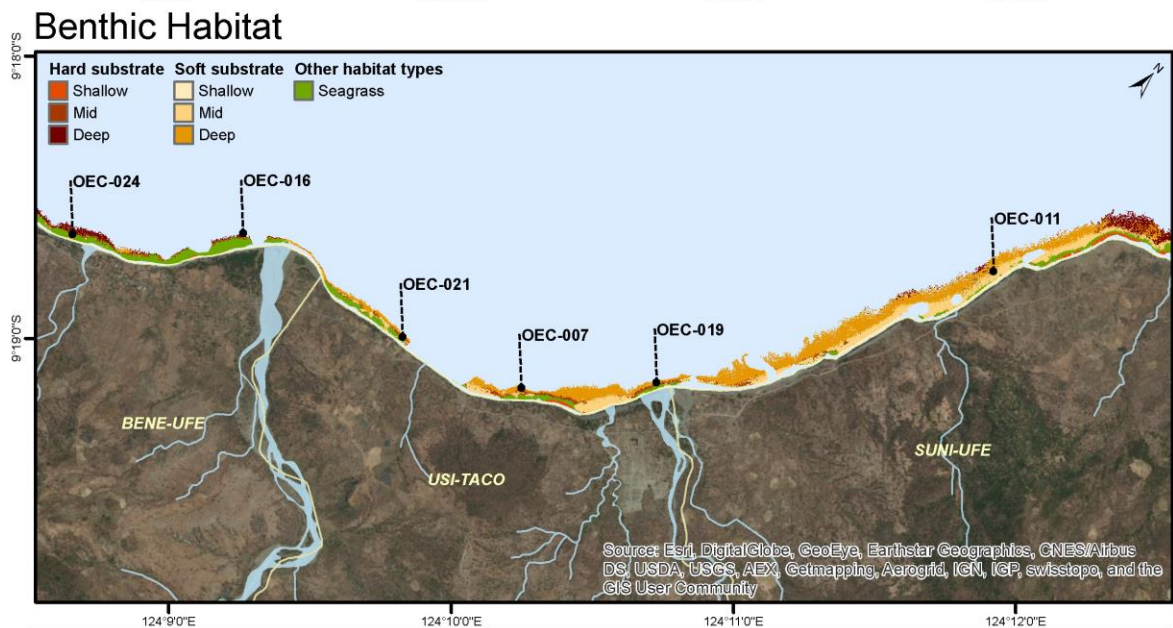 Benthic Habitat
9°18'0"S
Hard substrate Soft substrate Other habitat types
Shallow Shallow Seagrass
Mid Mid
Deep Deep
N
OEC-024
OEC-016
OEC-011
OEC-021
OEC-007
OEC-019
9°19'0"S
BENE-UFE
USI-TACO
SUNI-UFE
Source: Esri, DigitalGlobe, GeoEye, Earthstar Geographics, CNES/Airbus
DS, USDA, USGS, AEX, Getmapping, Aerogrid, IGN, IGP, swisstopo, and the
GIS User Community
124°9'0"E 124°10'0"E 124°11'0"E 124°12'0"E